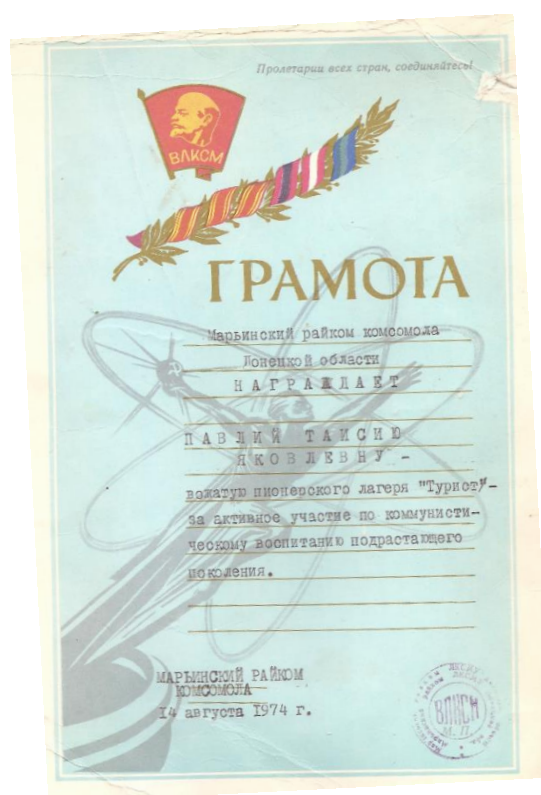 Пролетарии всех стран, соединяйтесь!
ВЛКСМ
ГРАМОТА
Марьинский райком комсомола
Донецкой области
НАГРАЖДАЕТ
ПАВЛИЙ ТАИСИЮ
ЯКОВЛЕВНУ -
вожатую пионерского лагеря "Турист"-
за активное участие по коммунисти-
ческому воспитанию подрастающего
поколения.
МАРЬИНСКИЙ РАЙКОМ
КОМСОМОЛА
14 августа 1974 г.
ВЛКСМ